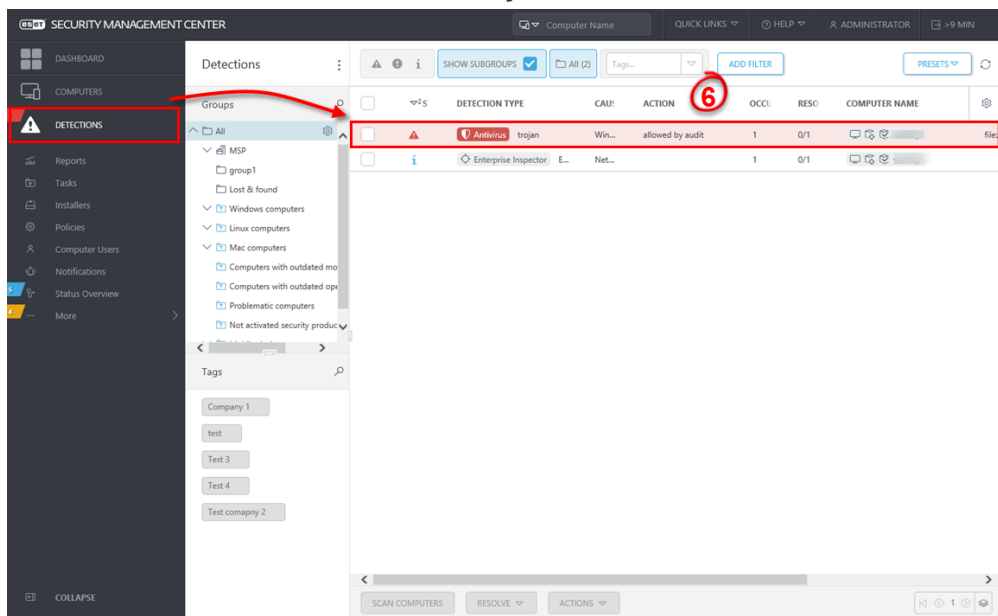 eset SECURITY MANAGEMENT CENTER
Computer Name
QUICK LINKS
HELP
ADMINISTRATOR
>9 MIN
DASHBOARD
COMPUTERS
DETECTIONS
Reports
Tasks
Installers
Policies
Computer Users
Notifications
Status Overview
More
COLLAPSE
Detections
Groups
All
MSP
group1
Lost & found
Windows computers
Linux computers
Mac computers
Computers with outdated mo
Computers with outdated ope
Problematic computers
Not activated security produc
Tags
Company 1
test
Test 3
Test 4
Test comapny 2
SHOW SUBGROUPS
All (2)
Tags...
ADD FILTER
PRESETS
6
DETECTION TYPE CAU: ACTION OCCU RESO COMPUTER NAME
Antivirus trojan Win... allowed by audit 1 0/1 file:
i Enterprise Inspector E... Net... 1 0/1
SCAN COMPUTERS RESOLVE ACTIONS
1